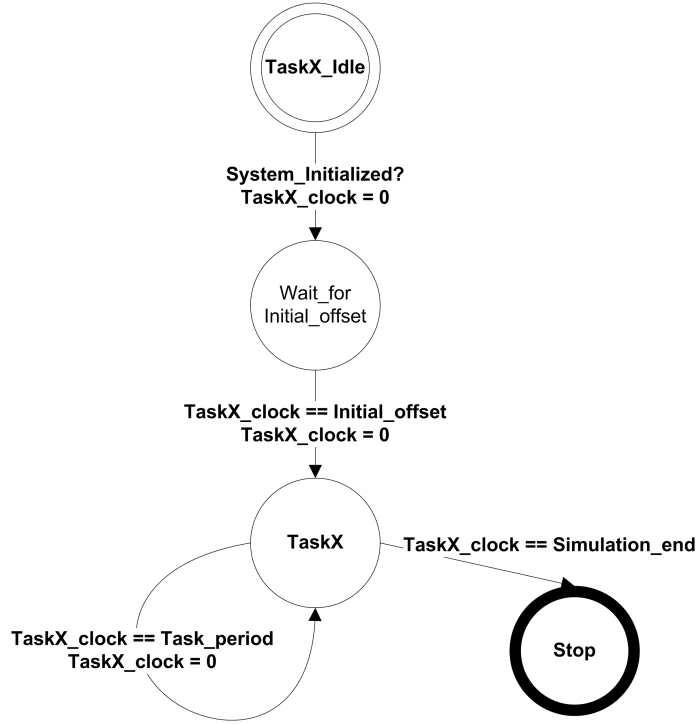 TaskX_Idle
System_Initialized?
TaskX_clock = 0
Wait_for
Initial_offset
TaskX_clock == Initial_offset
TaskX_clock = 0
TaskX
TaskX_clock == Simulation_end
TaskX_clock == Task_period
TaskX_clock = 0
Stop